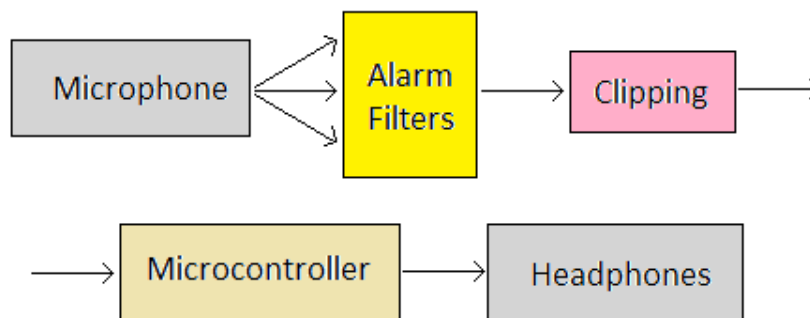 Microphone
Alarm
Filters
Clipping
Microcontroller
Headphones